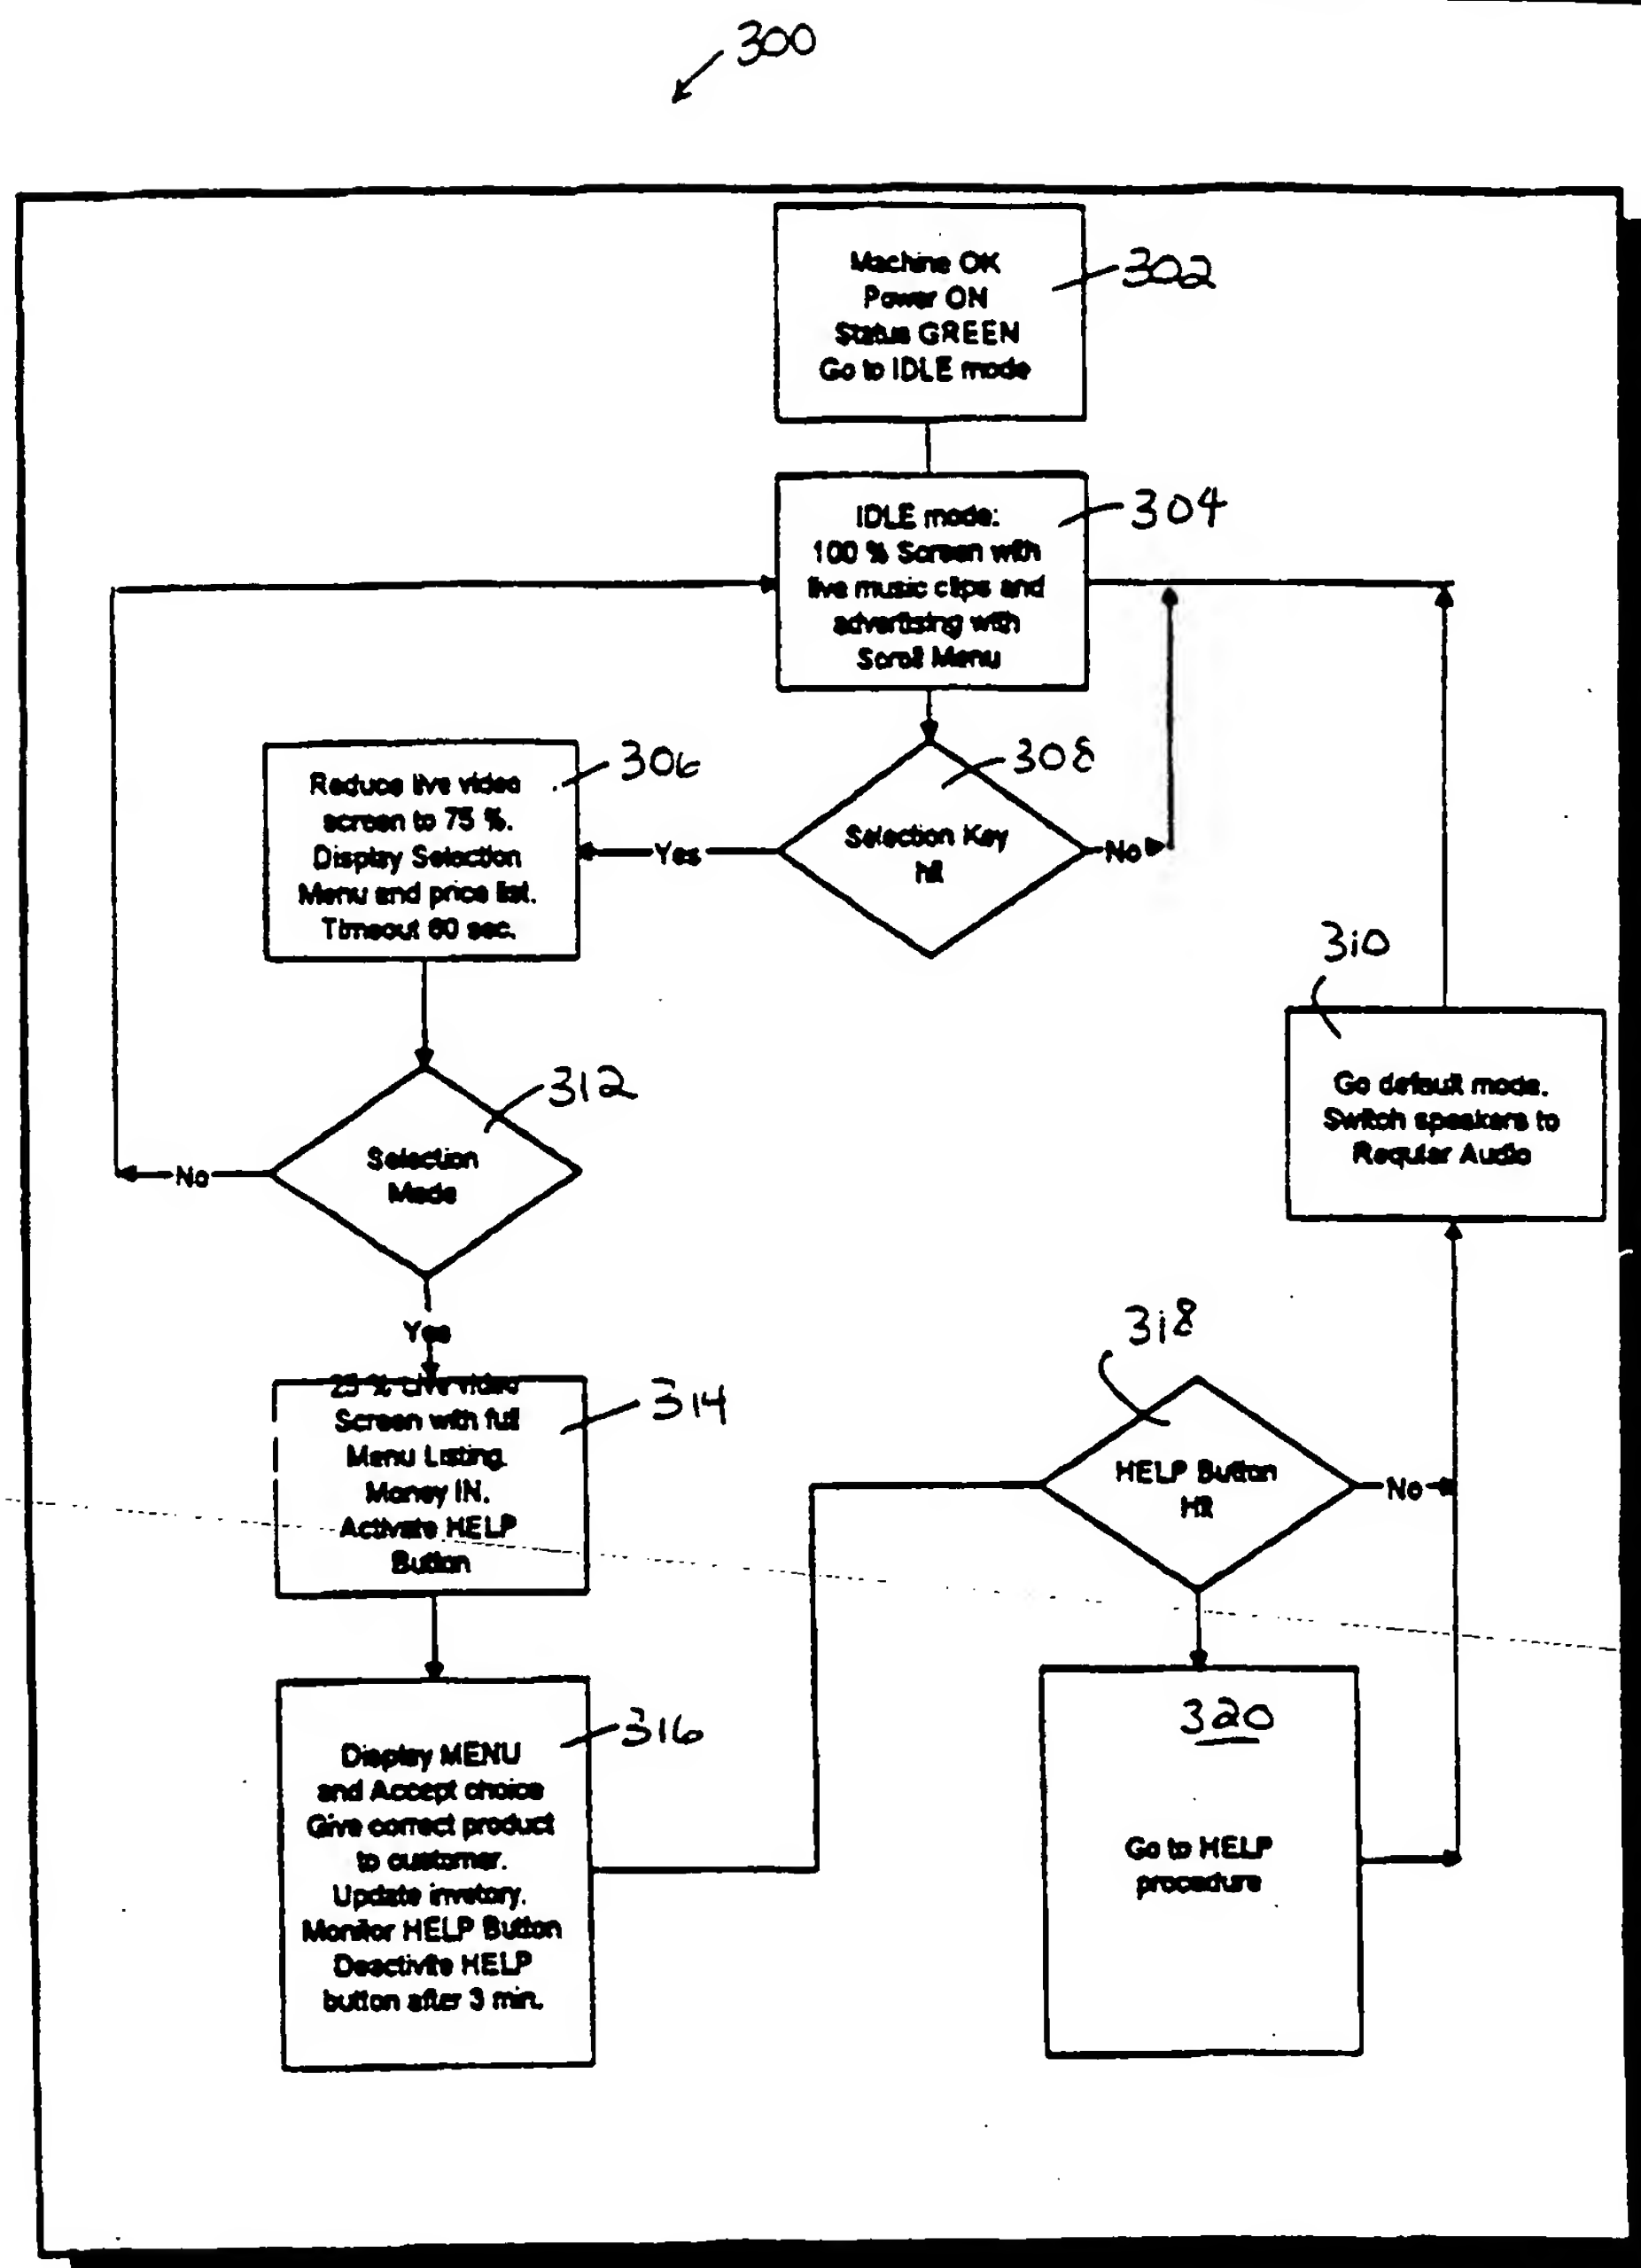 300
Machine OK
Power ON
Status GREEN
Go to IDLE mode
302
IDLE mode:
100 % Screen with
live music clips and
advertising with
Scroll Menu
304
Reduce live video
screen to 75 %.
Display Selection
Menu and price list.
Timeout 60 sec.
306
Yes
Selection Key
hit
308
No
310
Go default mode.
Switch speakers to
Regular Audio
Selection
Made
312
No
Yes
25 % Live video
Screen with full
Menu Listing.
Money IN.
Activate HELP
Button
314
318
HELP Button
Hit
No
Display MENU
and Accept choice
Give correct product
to customer.
Update invetory.
Monitor HELP Button
Deactivite HELP
button after 3 min.
316
320
Go to HELP
procedure